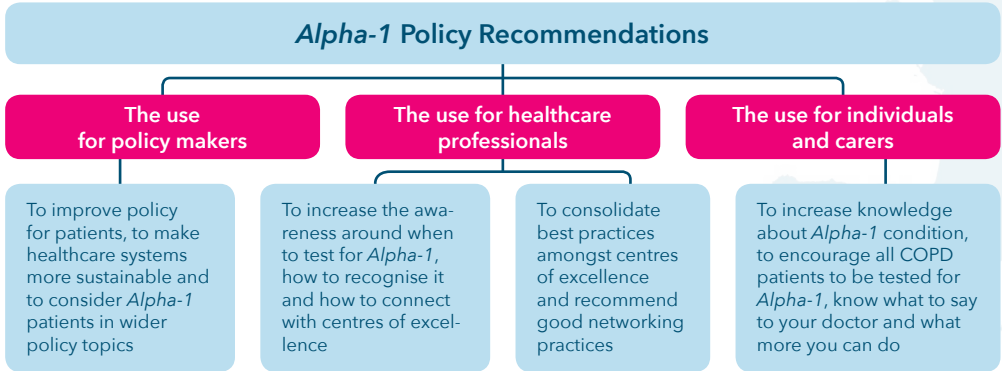 Alpha-1 Policy Recommendations
The use
for policy makers
The use for healthcare
professionals
The use for individuals
and carers
To improve policy
for patients, to make
healthcare systems
more sustainable and
to consider Alpha-1
patients in wider
policy topics
To increase the awa-
reness around when
to test for Alpha-1,
how to recognise it
and how to connect
with centres of excel-
lence
To consolidate
best practices
amongst centres
of excellence
and recommend
good networking
practices
To increase knowledge
about Alpha-1 condition,
to encourage all COPD
patients to be tested for
Alpha-1, know what to say
to your doctor and what
more you can do